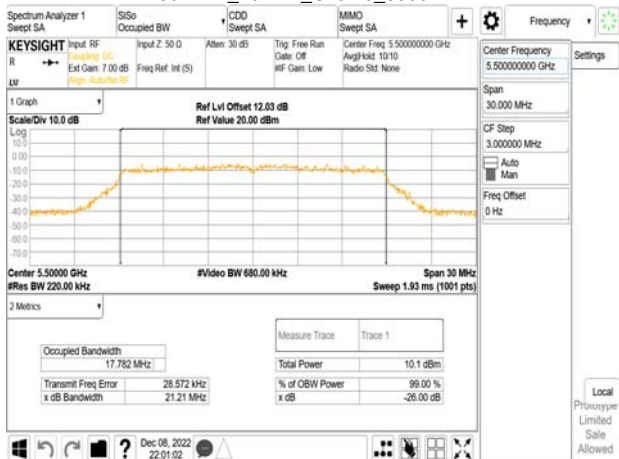 Spectrum Analyzer 1
Swept SA
SiSo
Occupied BW
CDD
Swept SA
MIMO
Swept SA
+
Frequency
KEYSIGHT
R
Input: RF
Coupling: DC
Ext Gain: 7.00 dB
Align: Auto/No RF
Input Z: 50 Ω
Freq Ref: Int (S)
Atten: 30 dB
Trig: Free Run
Gate: Off
#IF Gain: Low
Center Freq: 5.500000000 GHz
Avg|Hold: 10/10
Radio Std: None
Center Frequency
5.500000000 GHz
Settings
Span
30.000 MHz
CF Step
3.000000 MHz
Auto
Man
Freq Offset
0 Hz
1 Graph
Scale/Div 10.0 dB
Ref Lvl Offset 12.03 dB
Ref Value 20.00 dBm
Log
10.0
0.00
-10.0
-20.0
-30.0
-40.0
-50.0
-60.0
-70.0
Center 5.50000 GHz
#Res BW 220.00 kHz
#Video BW 680.00 kHz
Span 30 MHz
Sweep 1.93 ms (1001 pts)
2 Metrics
Measure Trace
Trace 1
Occupied Bandwidth
17.782 MHz
Total Power
10.1 dBm
Transmit Freq Error
28.572 kHz
% of OBW Power
99.00 %
x dB Bandwidth
21.21 MHz
x dB
-26.00 dB
Local
Prototype
Limited
Sale
Allowed
?
Dec 08, 2022
22:01:02